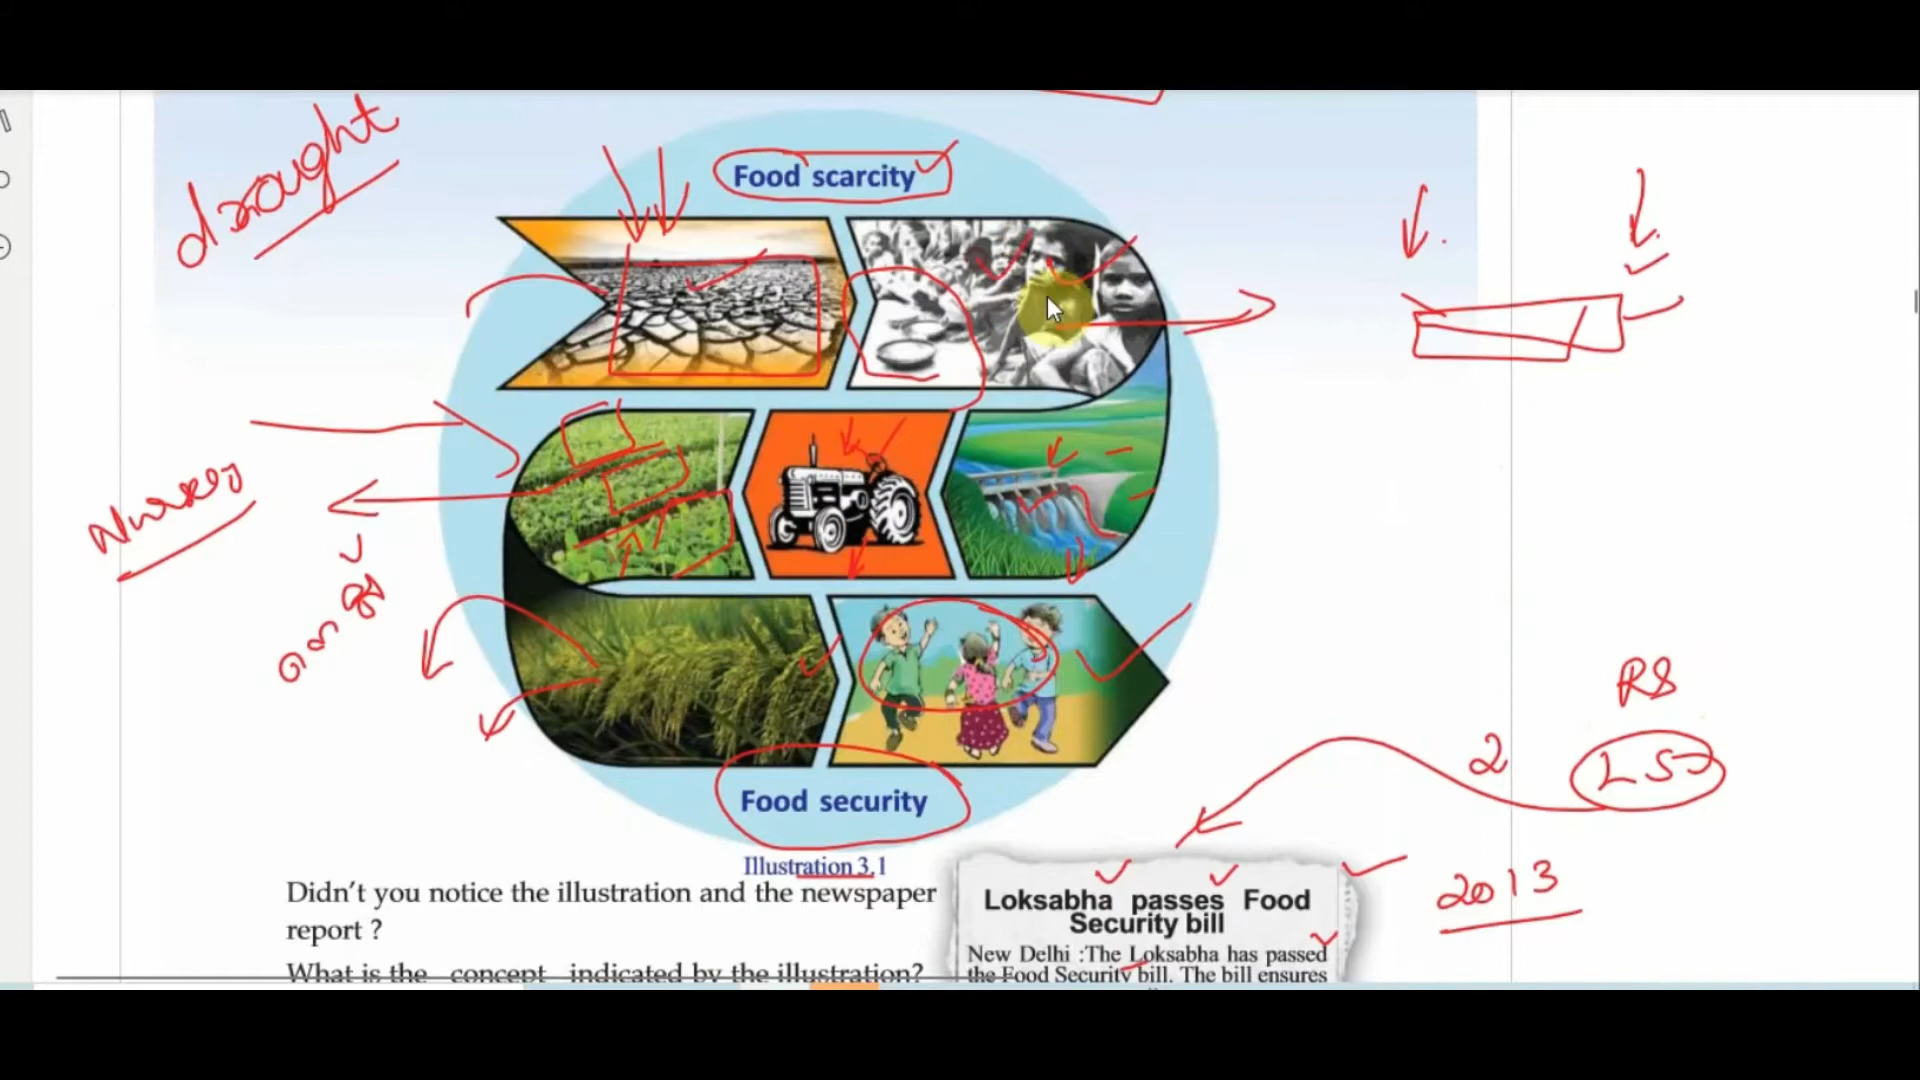 drought
Food scarcity
Nursery
ഞാറ്
RS
2
LS
Food security
Illustration 3.1
Didn't you notice the illustration and the newspaper
report ?
What is the concept indicated by the illustration?
Loksabha passes Food
Security bill
New Delhi :The Loksabha has passed
the Food Security bill. The bill ensures
2013